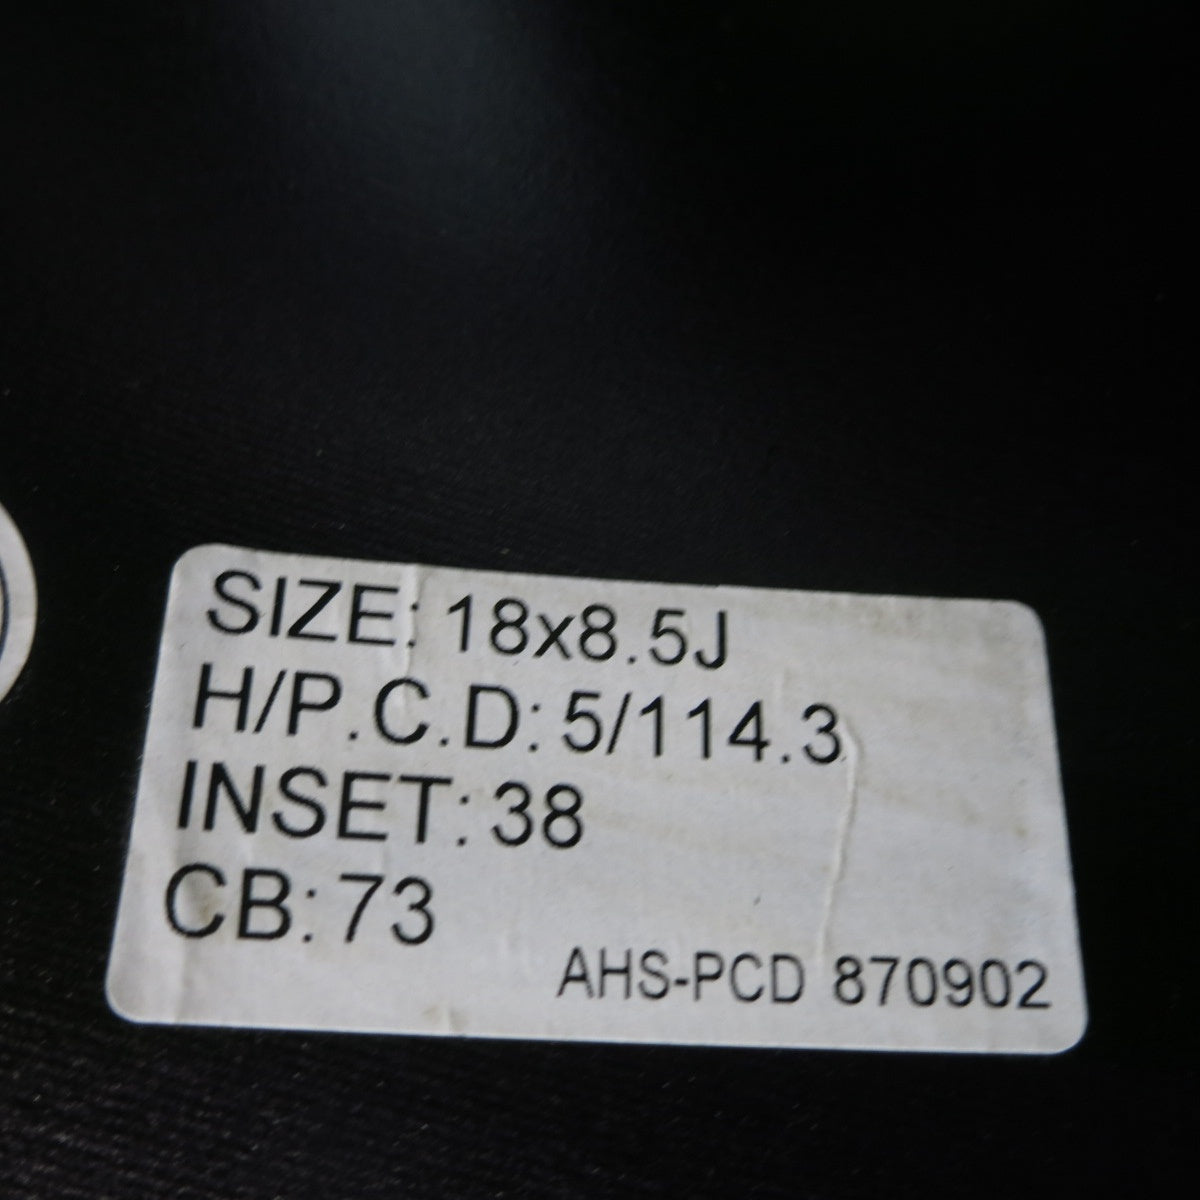 SIZE: 18x8.5J
H/P.C.D: 5/114.3
INSET: 38
CB: 73
AHS-PCD 870902